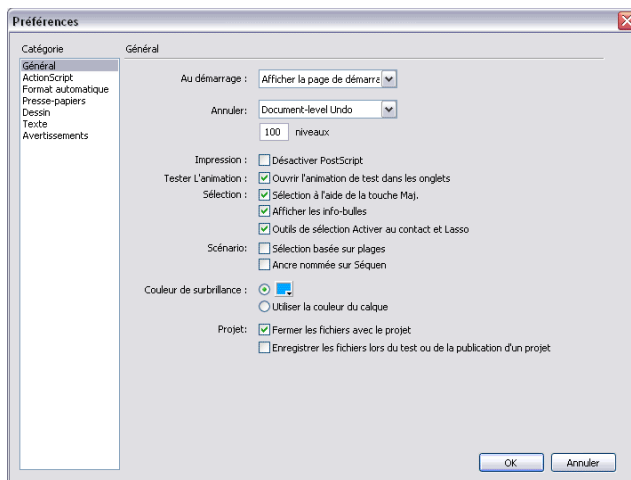 Préférences
Catégorie
Général
ActionScript
Format automatique
Presse-papiers
Dessin
Texte
Avertissements
Général
Au démarrage : Afficher la page de démarra
Annuler: Document-level Undo
100 niveaux
Impression : Désactiver PostScript
Tester L'animation : Ouvrir l'animation de test dans les onglets
Sélection : Sélection à l'aide de la touche Maj.
Afficher les info-bulles
Outils de sélection Activer au contact et Lasso
Scénario: Sélection basée sur plages
Ancre nommée sur Séquen
Couleur de surbrillance :
Utiliser la couleur du calque
Projet: Fermer les fichiers avec le projet
Enregistrer les fichiers lors du test ou de la publication d'un projet
OK Annuler